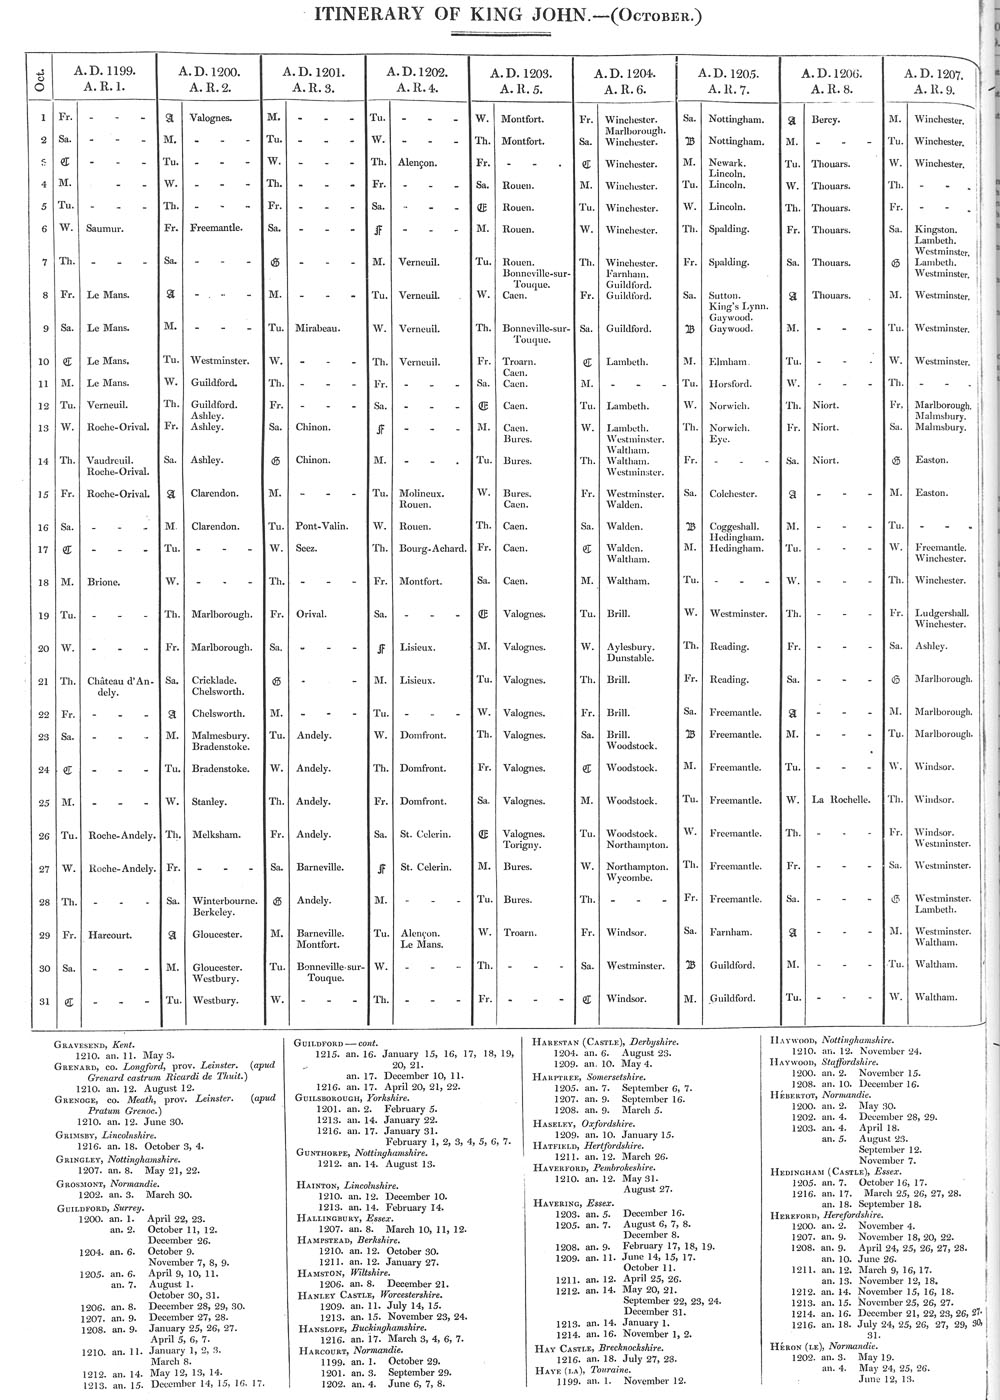 ITINERARY OF KING JOHN.—(October.)
Oct. A. D. 1199. A. D. 1200. A. D. 1201. A. D. 1202. A. D. 1203. A. D. 1204. A. D. 1205. A. D. 1206. A. D. 1207.
A. R. 1. A. R. 2. A. R. 3. A. R. 4. A. R. 5. A. R. 6. A. R. 7. A. R. 8. A. R. 9.
1 Fr. - - - A Valognes. M. - - - Tu. - - - W. Montfort. Fr. Winchester. Sa. Nottingham. A Bercy. M. Winchester.
Marlborough.
2 Sa. - - - M. - - - Tu. - - - W. - - - Th. Montfort. Sa. Winchester. B Nottingham. M. - - - Tu. Winchester.
3 C - - - Tu. - - - W. - - - Th. Alençon. Fr. - - - C Winchester. M. Newark. Tu. Thouars. W. Winchester.
Lincoln.
4 M. - - W. - - - Th. - - - Fr. - - - Sa. Rouen. M. Winchester. Tu. Lincoln. W. Thouars. Th. - - -
5 Tu. - - - Th. - - - Fr. - - - Sa. - - - E Rouen. Tu. Winchester. W. Lincoln. Th. Thouars. Fr. - - -
6 W. Saumur. Fr. Freemantle. Sa. - - - F - - - M. Rouen. W. Winchester. Th. Spalding. Fr. Thouars. Sa. Kingston.
Lambeth.
Westminster.
7 Th. - - - Sa. - - - G - - - M. Verneuil. Tu. Rouen. Th. Winchester. Fr. Spalding. Sa. Thouars. G Lambeth.
Bonneville-sur- Farnham. Westminster.
Touque. Guildford.
8 Fr. Le Mans. A - - - M. - - - Tu. Verneuil. W. Caen. Fr. Guildford. Sa. Sutton. A Thouars. M. Westminster.
King's Lynn.
Gaywood.
9 Sa. Le Mans. M. - - - Tu. Mirabeau. W. Verneuil. Th. Bonneville-sur- Sa. Guildford. B Gaywood. M. - - - Tu. Westminster.
Touque.
10 C Le Mans. Tu. Westminster. W. - - - Th. Verneuil. Fr. Troarn. C Lambeth. M. Elmham. Tu. - - - W. Westminster.
Caen.
11 M. Le Mans. W. Guildford. Th. - - - Fr. - - - Sa. Caen. M. - - - Tu. Horsford. W. - - - Th. - - -
12 Tu. Verneuil. Th. Guildford. Fr. - - - Sa. - - - E Caen. Tu. Lambeth. W. Norwich. Th. Niort. Fr. Marlborough.
Ashley. Malmsbury.
13 W. Roche-Orival. Fr. Ashley. Sa. Chinon. F - - - M. Caen. W. Lambeth. Th. Norwich. Fr. Niort. Sa. Malmsbury.
Bures. Westminster. Eye.
Waltham.
14 Th. Vaudreuil. Sa. Ashley. G Chinon. M. - - - Tu. Bures. Th. Waltham. Fr. - - - Sa. Niort. G Easton.
Roche-Orival. Westminster.
15 Fr. Roche-Orival. A Clarendon. M. - - - Tu. Molineux. W. Bures. Fr. Westminster. Sa. Colchester. A - - - M. Easton.
Rouen. Caen. Walden.
16 Sa. - - - M. Clarendon. Tu. Pont-Valin. W. Rouen. Th. Caen. Sa. Walden. B Coggeshall. M. - - - Tu. - - -
Hedingham.
17 C - - - Tu. - - - W. Seez. Th. Bourg-Achard. Fr. Caen. C Walden. M. Hedingham. Tu. - - - W. Freemantle.
Waltham. Winchester.
18 M. Brione. W. - - - Th. - - - Fr. Montfort. Sa. Caen. M. Waltham. Tu. - - - W. - - - Th. Winchester.
19 Tu. - - - Th. Marlborough. Fr. Orival. Sa. - - - E Valognes. Tu. Brill. W. Westminster. Th. - - - Fr. Ludgershall.
Winchester.
20 W. - - - Fr. Marlborough. Sa. - - - F Lisieux. M. Valognes. W. Aylesbury. Th. Reading. Fr. - - - Sa. Ashley.
Dunstable.
21 Th. Château d'An- Sa. Cricklade. G - - M. Lisieux. Tu. Valognes. Th. Brill. Fr. Reading. Sa. - - - G Marlborough.
dely. Chelsworth.
22 Fr. - - - A Chelsworth. M. - - - Tu. - - - W. Valognes. Fr. Brill. Sa. Freemantle. A - - - M. Marlborough.
23 Sa. - - - M. Malmesbury. Tu. Andely. W. Domfront. Th. Valognes. Sa. Brill. B Freemantle. M. - - - Tu. Marlborough.
Bradenstoke. Woodstock.
24 C - - - Tu. Bradenstoke. W. Andely. Th. Domfront. Fr. Valognes. C Woodstock. M. Freemantle. Tu. - - - W. Windsor.
25 M. - - - W. Stanley. Th. Andely. Fr. Domfront. Sa. Valognes. M. Woodstock. Tu. Freemantle. W. La Rochelle. Th. Windsor.
26 Tu. Roche-Andely. Th. Melksham. Fr. Andely. Sa. St. Celerin. E Valognes. Tu. Woodstock. W. Freemantle. Th. - - - Fr. Windsor.
Torigny. Northampton. Westminster.
27 W. Roche-Andely. Fr. - - - Sa. Barneville. F St. Celerin. M. Bures. W. Northampton. Th. Freemantle. Fr. - - - Sa. Westminster.
Wycombe.
28 Th. - - - Sa. Winterbourne. G Andely. M. - - - Tu. Bures. Th. - - - Fr. Freemantle. Sa. - - - G Westminster.
Berkeley. Lambeth.
29 Fr. Harcourt. A Gloucester. M. Barneville. Tu. Alençon. W. Troarn. Fr. Windsor. Sa. Farnham. A - - - M. Westminster.
Montfort. Le Mans. Waltham.
30 Sa. - - - M. Gloucester. Tu. Bonneville-sur- W. - - - Th. - - - Sa. Westminster. B Guildford. M. - - - Tu. Waltham.
Westbury. Touque.
31 C - - - Tu. Westbury. W. - - - Th. - - - Fr. - - - C Windsor. M. Guildford. Tu. - - - W. Waltham.
Gravesend, Kent.
1210. an. 11. May 3.
Grenard, co. Longford, prov. Leinster. (apud
Grenard castrum Ricardi de Thuit.)
1210. an. 12. August 12.
Grenoge, co. Meath, prov. Leinster. (apud
Pratum Grenoc.)
1210. an. 12. June 30.
Grimsby, Lincolnshire.
1216. an. 18. October 3, 4.
Gringley, Nottinghamshire.
1207. an. 8. May 21, 22.
Grosmont, Normandie.
1202. an. 3. March 30.
Guildford, Surrey.
1200. an. 1. April 22, 23.
an. 2. October 11, 12.
December 26.
1204. an. 6. October 9.
November 7, 8, 9.
1205. an. 6. April 9, 10, 11.
an. 7. August 1.
October 30, 31.
1206. an. 8. December 28, 29, 30.
1207. an. 9. December 27, 28.
1208. an. 9. January 25, 26, 27.
April 5, 6, 7.
1210. an. 11. January 1, 2, 3.
March 8.
1212. an. 14. May 12, 13, 14.
1213. an. 15. December 14, 15, 16. 17.
Guildford—cont.
1215. an. 16. January 15, 16, 17, 18, 19,
20, 21.
an. 17. December 10, 11.
1216. an. 17. April 20, 21, 22.
Guilsborough, Yorkshire.
1201. an. 2. February 5.
1213. an. 14. January 22.
1216. an. 17. January 31.
February 1, 2, 3, 4, 5, 6, 7.
Gunthorpe, Nottinghamshire.
1212. an. 14. August 13.
Hainton, Lincolnshire.
1210. an. 12. December 10.
1213. an. 14. February 14.
Hallingbury, Essex.
1207. an. 8. March 10, 11, 12.
Hampstead, Berkshire.
1210. an. 12. October 30.
1211. an. 12. January 27.
Hamston, Wiltshire.
1206. an. 8. December 21.
Hanley Castle, Worcestershire.
1209. an. 11. July 14, 15.
1213. an. 15. November 23, 24.
Hanslope, Buckinghamshire.
1216. an. 17. March 3, 4, 6, 7.
Harcourt, Normandie.
1199. an. 1. October 29.
1201. an. 3. September 29.
1202. an. 4. June 6, 7, 8.
Harestan (Castle), Derbyshire.
1204. an. 6. August 23.
1209. an. 10. May 4.
Harptree, Somersetshire.
1205. an. 7. September 6, 7.
1207. an. 9. September 16.
1208. an. 9. March 5.
Haseley, Oxfordshire.
1209. an. 10. January 15.
Hatfield, Hertfordshire.
1211. an. 12. March 26.
Haverford, Pembrokeshire.
1210. an. 12. May 31.
August 27.
Havering, Essex.
1203. an. 5. December 16.
1205. an. 7. August 6, 7, 8.
December 8.
1208. an. 9. February 17, 18, 19.
1209. an. 11. June 14, 15, 17.
October 11.
1211. an. 12. April 25, 26.
1212. an. 14. May 20, 21.
September 22, 23, 24.
December 31.
1213. an. 14. January 1.
1214. an. 16. November 1, 2.
Hay Castle, Brecknockshire.
1216. an. 18. July 27, 28.
Haye (la), Touraine.
1199. an. 1. November 12.
Haywood, Nottinghamshire.
1210. an. 12. November 24.
Haywood, Staffordshire.
1200. an. 2. November 15.
1208. an. 10. December 16.
Hébertot, Normandie.
1200. an. 2. May 30.
1202. an. 4. December 28, 29.
1203. an. 4. April 18.
an. 5. August 23.
September 12.
November 7.
Hedingham (Castle), Essex.
1205. an. 7. October 16, 17.
1216. an. 17. March 25, 26, 27, 28.
an. 18. September 18.
Hereford, Herefordshire.
1200. an. 2. November 4.
1207. an. 9. November 18, 20, 22.
1208. an. 9. April 24, 25, 26, 27, 28.
an. 10. June 26.
1211. an. 12. March 9, 16, 17.
an. 13. November 12, 18.
1212. an. 14. November 15, 16, 18.
1213. an. 15. November 25, 26, 27.
1214. an. 16. December 21, 22, 23, 26, 27.
1216. an. 18. July 24, 25, 26, 27, 29, 30,
31.
Héron (le), Normandie.
1202. an. 3. May 19.
an. 4. May 24, 25, 26.
June 12, 13.